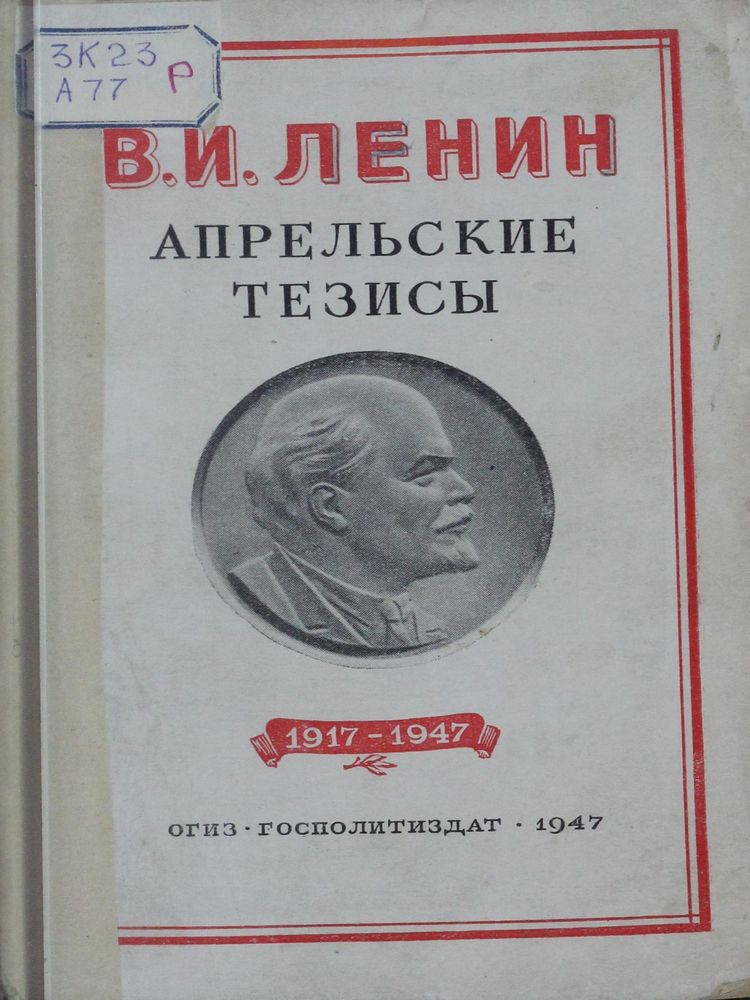 3К23
А77 Р
В.И. ЛЕНИН
АПРЕЛЬСКИЕ
ТЕЗИСЫ
1917-1947
ОГИЗ · ГОСПОЛИТИЗДАТ · 1947